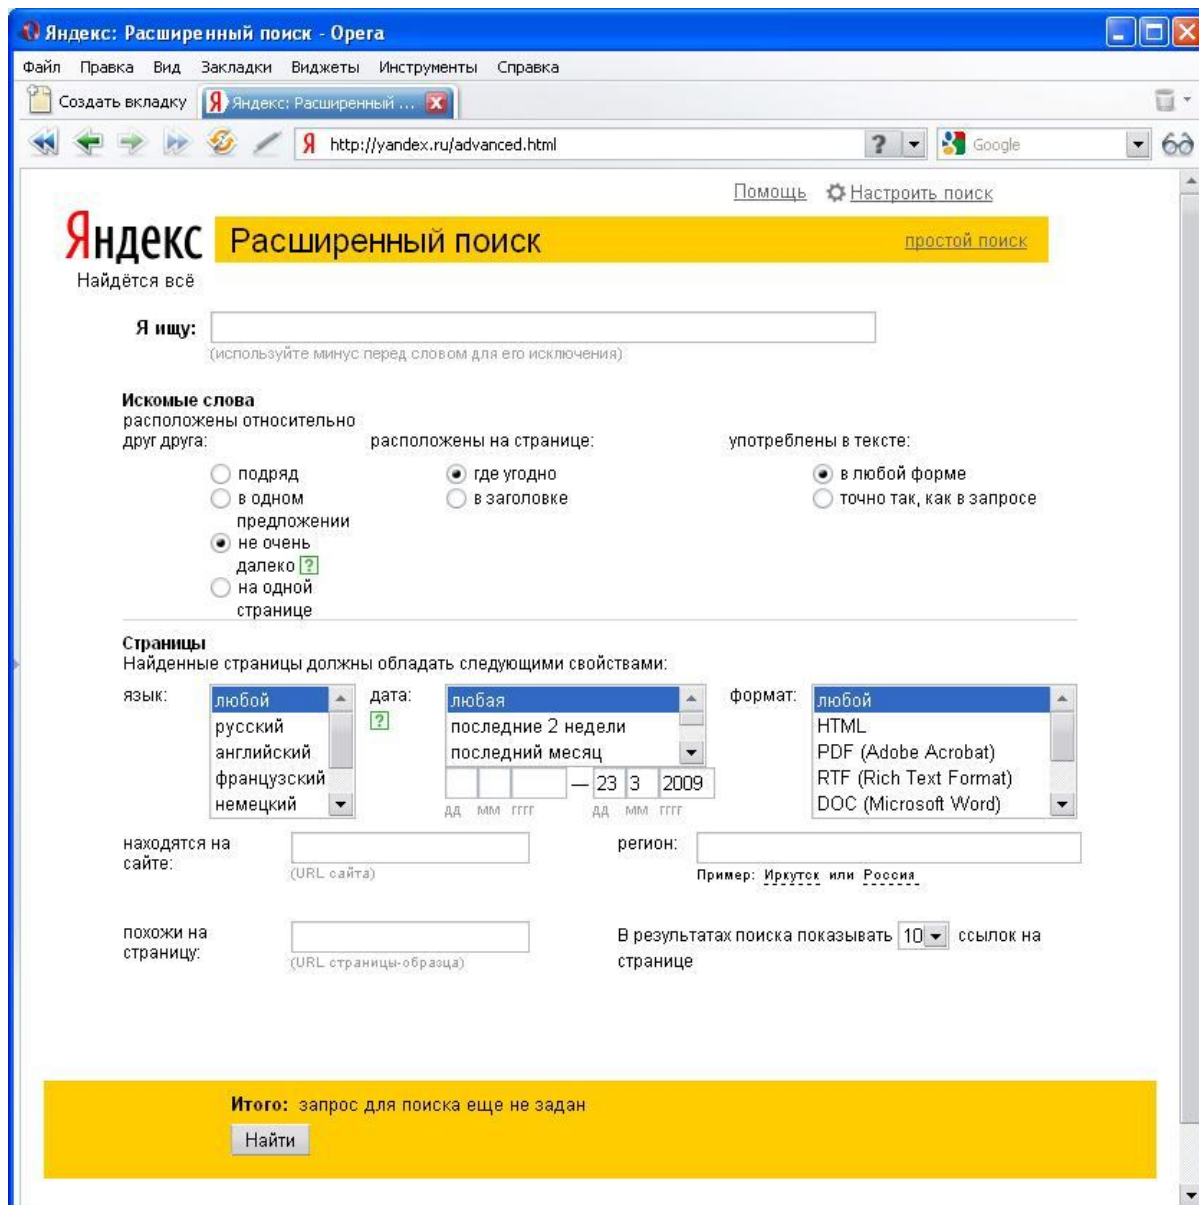 Яндекс: Расширенный поиск - Opera
Файл Правка Вид Закладки Виджеты Инструменты Справка
Создать вкладку Я Яндекс: Расширенный ...
Я http://yandex.ru/advanced.html ? Google
Помощь Настроить поиск
Яндекс Расширенный поиск простой поиск
Найдётся всё
Я ищу:
(используйте минус перед словом для его исключения)
Искомые слова
расположены относительно
друг друга: расположены на странице: употреблены в тексте:
подряд где угодно в любой форме
в одном в заголовке точно так, как в запросе
предложении
не очень
далеко ?
на одной
странице
Страницы
Найденные страницы должны обладать следующими свойствами:
язык: любой дата: любая формат: любой
русский ? последние 2 недели HTML
английский последний месяц PDF (Adobe Acrobat)
французский — 23 3 2009 RTF (Rich Text Format)
немецкий дд мм гггг дд мм гггг DOC (Microsoft Word)
находятся на регион:
сайте:
(URL сайта) Пример: Иркутск или Россия
похожи на В результатах поиска показывать 10 ссылок на
страницу: странице
(URL страницы-образца)
Итого: запрос для поиска еще не задан
Найти